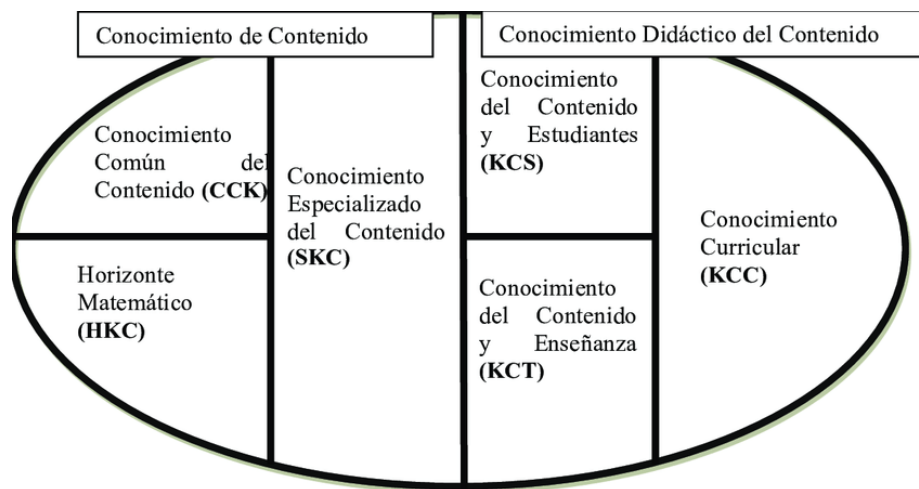 Conocimiento de Contenido
Conocimiento Didáctico del Contenido
Conocimiento
Común del
Contenido (CCK)
Horizonte
Matemático
(HKC)
Conocimiento
Especializado
del Contenido
(SKC)
Conocimiento
del Contenido
y Estudiantes
(KCS)
Conocimiento
del Contenido
y Enseñanza
(KCT)
Conocimiento
Curricular
(KCC)